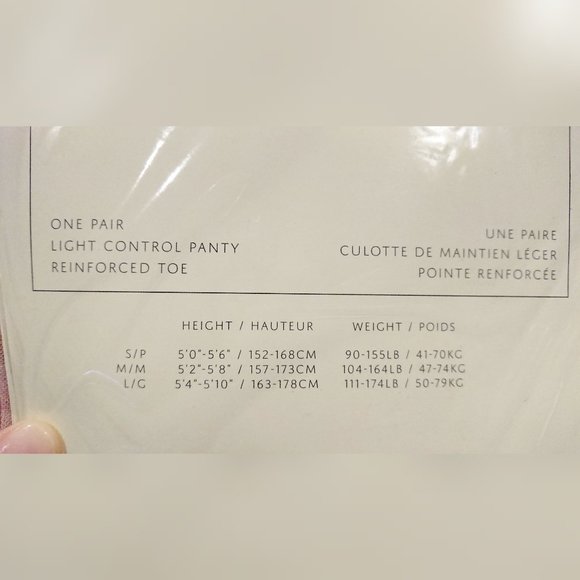 ONE PAIR
LIGHT CONTROL PANTY
REINFORCED TOE
UNE PAIRE
CULOTTE DE MAINTIEN LÉGER
POINTE RENFORCÉE
HEIGHT / HAUTEUR WEIGHT / POIDS
S/P 5'0"-5'6" / 152-168CM 90-155LB / 41-70KG
M/M 5'2"-5'8" / 157-173CM 104-164LB / 47-74KG
L/G 5'4"-5'10" / 163-178CM 111-174LB / 50-79KG